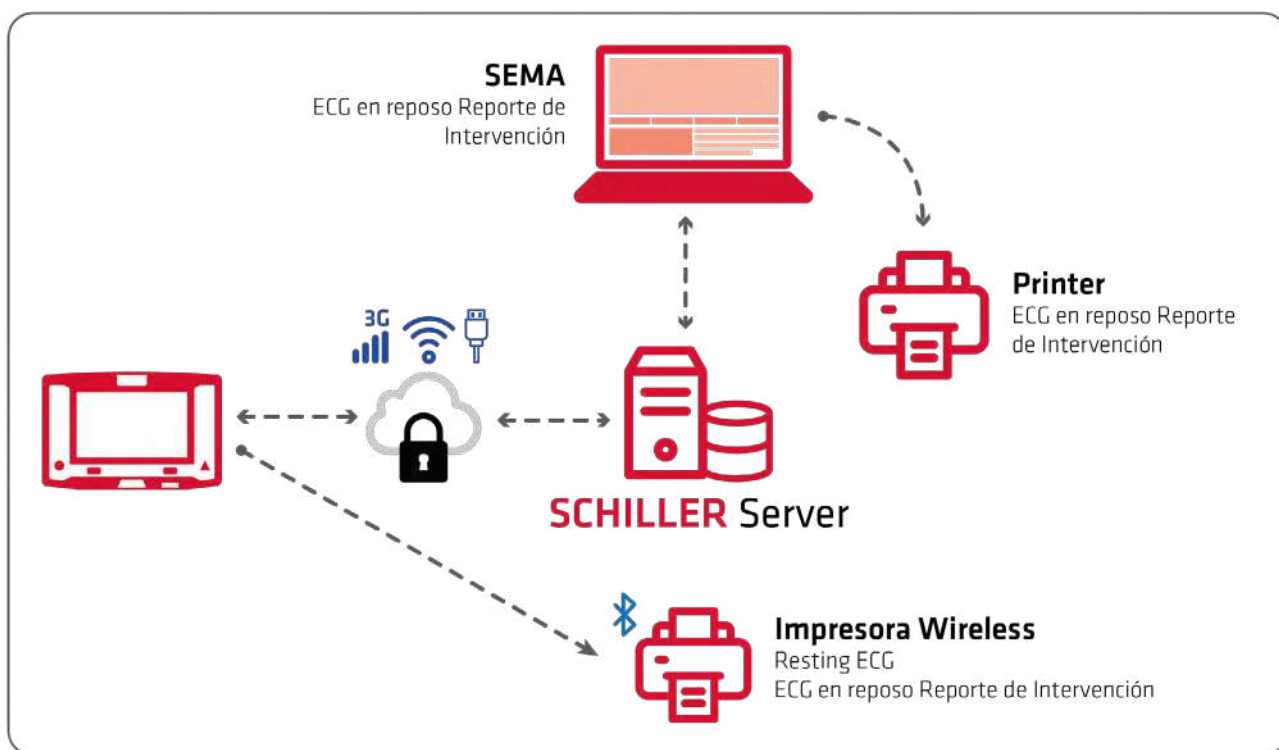 SEMA
ECG en reposo Reporte de
Intervención
Printer
ECG en reposo Reporte
de Intervención
3G
SCHILLER Server
Impresora Wireless
Resting ECG
ECG en reposo Reporte de Intervención